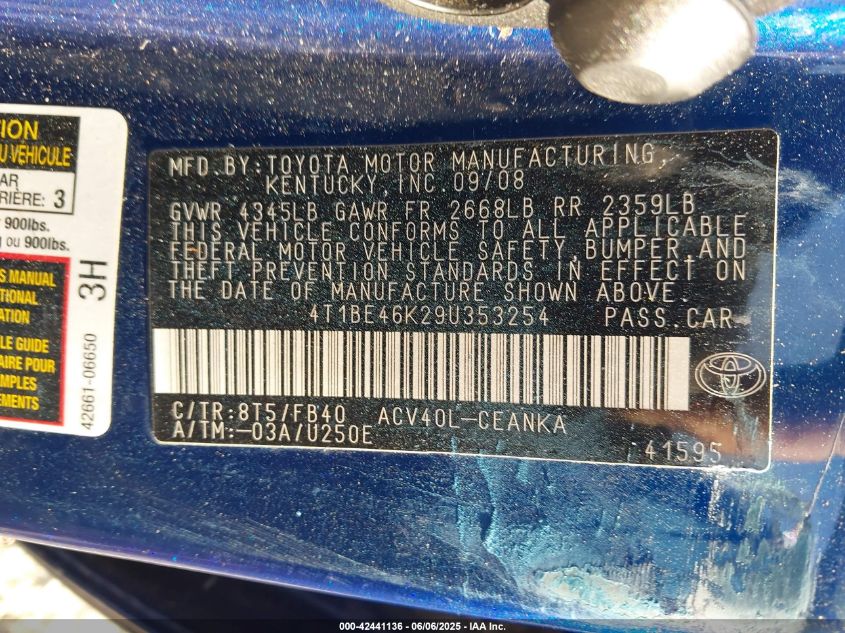 TION
U VEHICULE
AR
RIÈRE: 3
900lbs.
ou 900lbs.
S MANUAL
TIONAL
ATION
LE GUIDE
AIRE POUR
MPLES
EMENTS
42661-06650
3H
MFD.BY:TOYOTA MOTOR MANUFACTURING,
KENTUCKY,INC.09/08
GVWR 4345LB GAWR FR 2668LB RR 2359LB
THIS VEHICLE CONFORMS TO ALL APPLICABLE
FEDERAL MOTOR VEHICLE SAFETY,BUMPER,AND
THEFT PREVENTION STANDARDS IN EFFECT ON
THE DATE OF MANUFACTURE SHOWN ABOVE.
4T1BE46K29U353254 PASS.CAR
C/TR:8T5/FB40 ACV40L-CEANKA
A/TM:-03A/U250E
41595
000-42441136 - 06/06/2025 - IAA Inc.